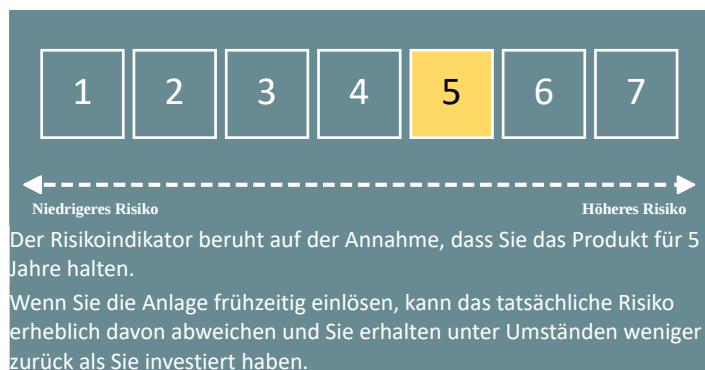 1 2 3 4 5 6 7
Niedrigeres Risiko Höheres Risiko
Der Risikoindikator beruht auf der Annahme, dass Sie das Produkt für 5
Jahre halten.
Wenn Sie die Anlage frühzeitig einlösen, kann das tatsächliche Risiko
erheblich davon abweichen und Sie erhalten unter Umständen weniger
zurück als Sie investiert haben.